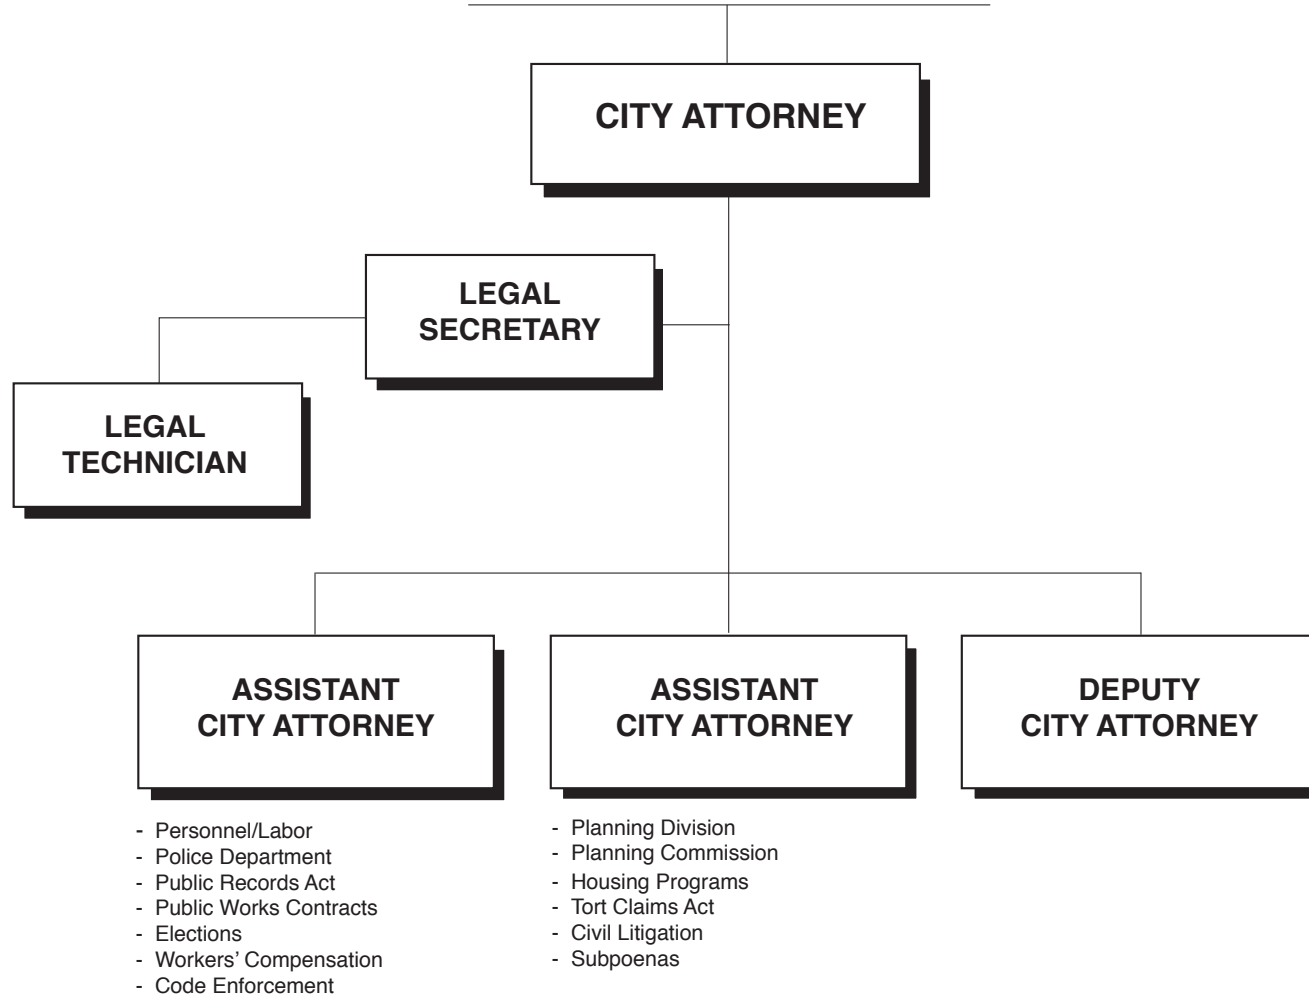 CITY ATTORNEY
LEGAL
SECRETARY
LEGAL
TECHNICIAN
ASSISTANT
CITY ATTORNEY
- Personnel/Labor
- Police Department
- Public Records Act
- Public Works Contracts
- Elections
- Workers' Compensation
- Code Enforcement
ASSISTANT
CITY ATTORNEY
- Planning Division
- Planning Commission
- Housing Programs
- Tort Claims Act
- Civil Litigation
- Subpoenas
DEPUTY
CITY ATTORNEY